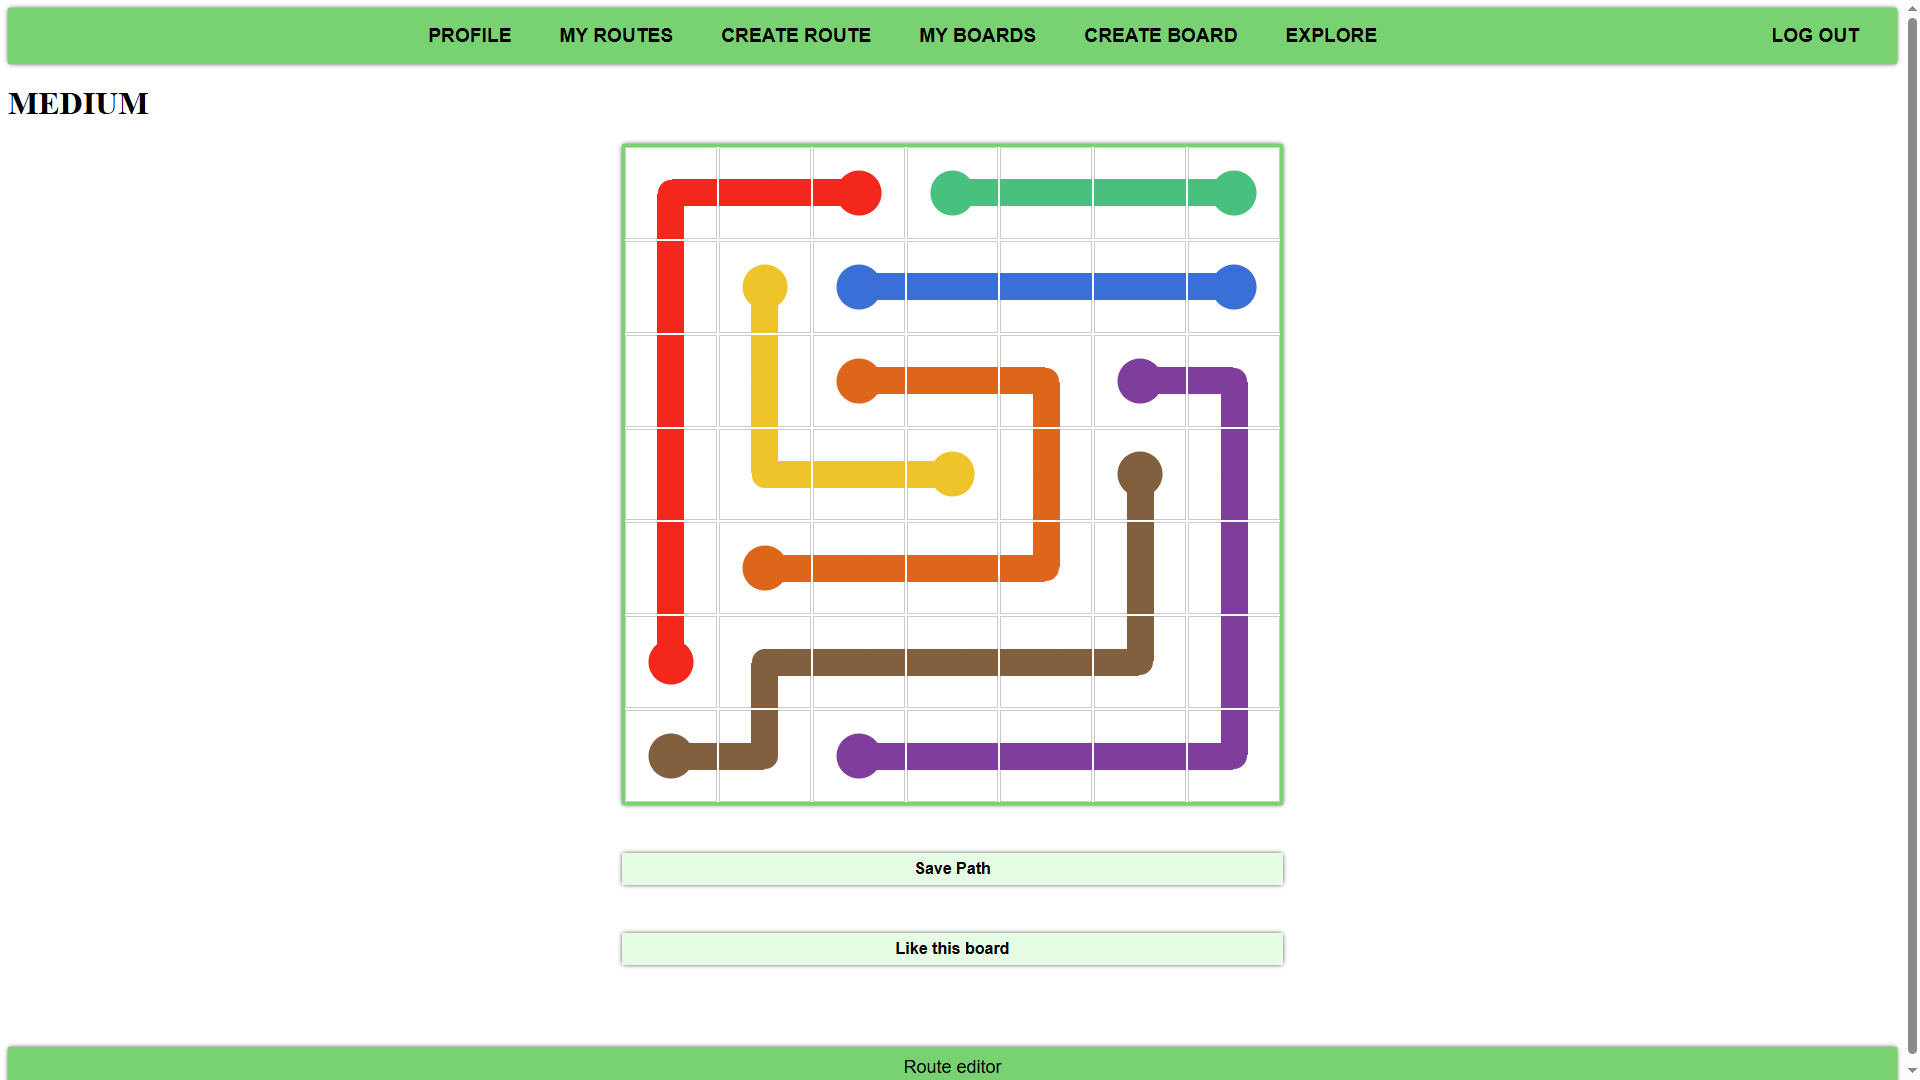 PROFILE MY ROUTES CREATE ROUTE MY BOARDS CREATE BOARD EXPLORE LOG OUT
MEDIUM
Save Path
Like this board
Route editor